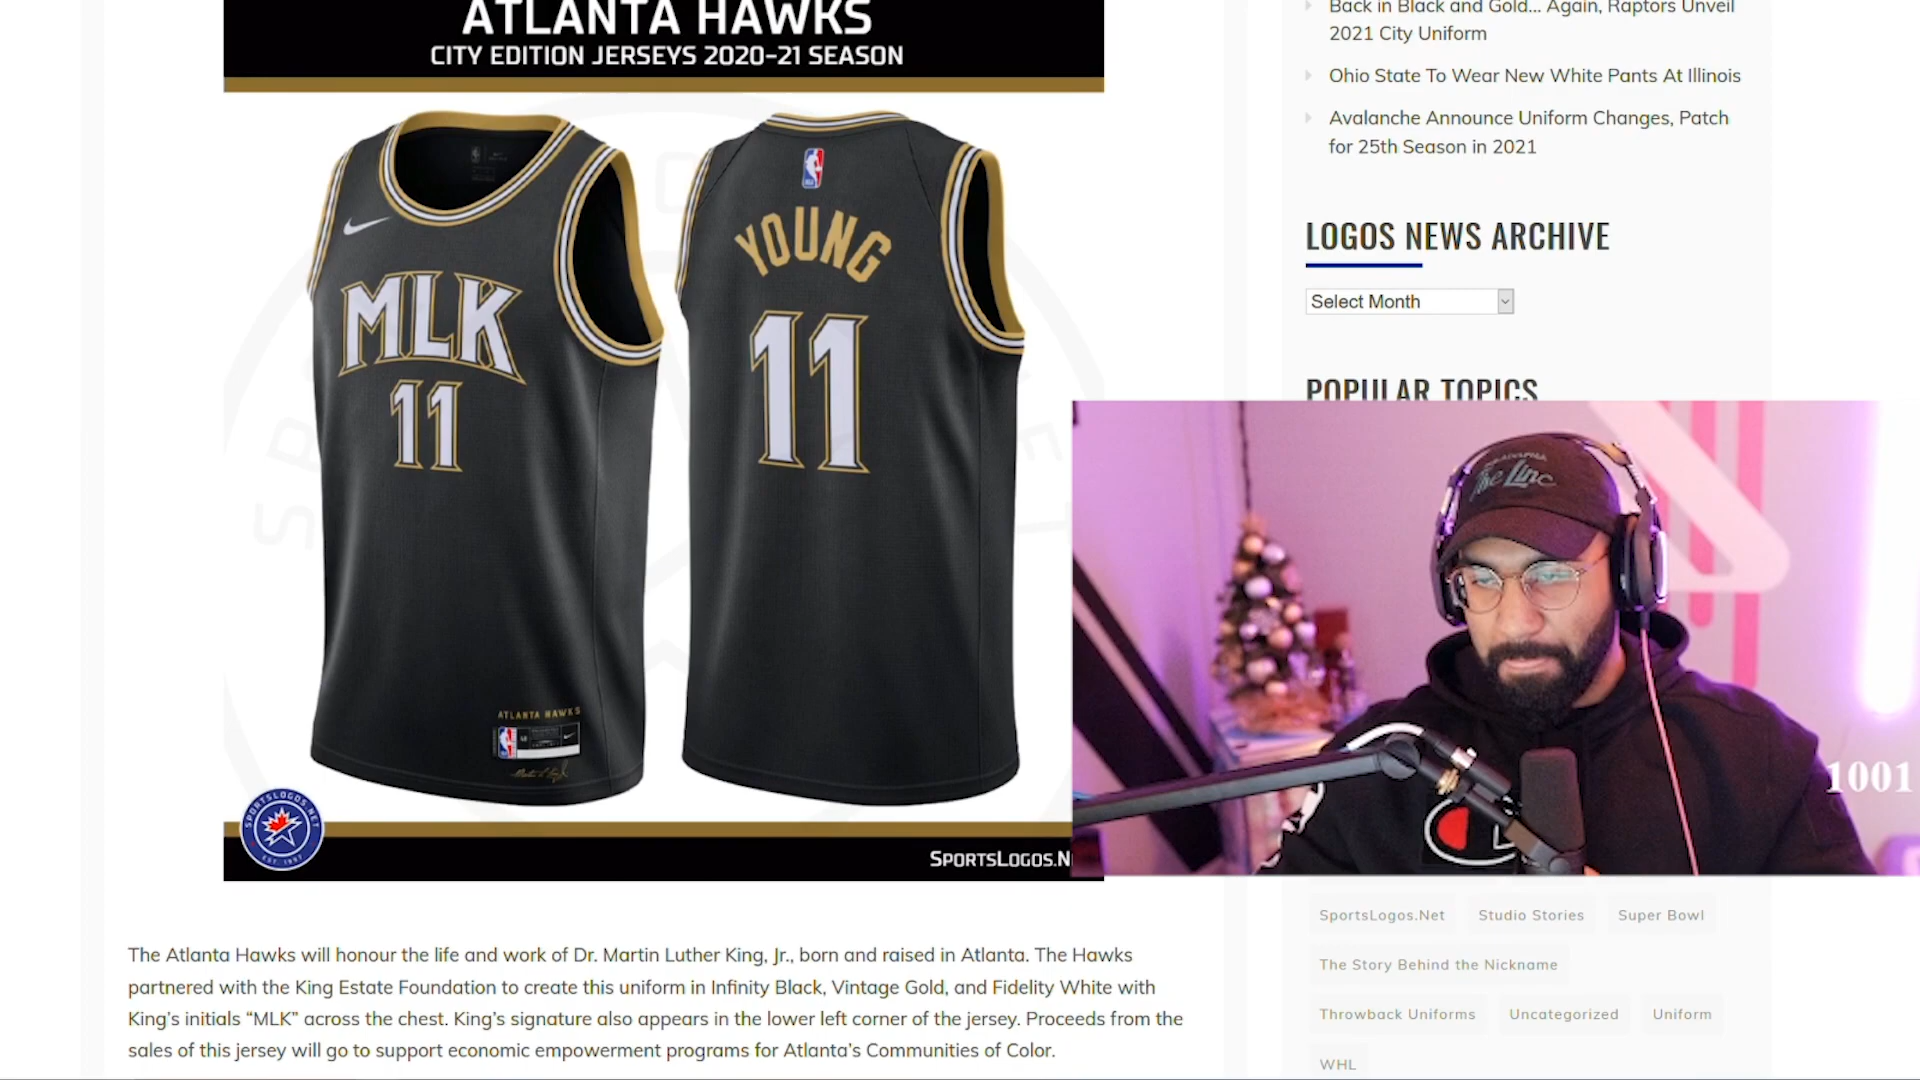 ATLANTA HAWKS
CITY EDITION JERSEYS 2020-21 SEASON
MLK
11
YOUNG
11
ATLANTA HAWKS
SPORTSLOGOS.NET
EST. 1997
SPORTSLOGOS.N
The Atlanta Hawks will honour the life and work of Dr. Martin Luther King, Jr., born and raised in Atlanta. The Hawks
partnered with the King Estate Foundation to create this uniform in Infinity Black, Vintage Gold, and Fidelity White with
King's initials “MLK” across the chest. King's signature also appears in the lower left corner of the jersey. Proceeds from the
sales of this jersey will go to support economic empowerment programs for Atlanta's Communities of Color.
Back in Black and Gold... Again, Raptors Unveil
2021 City Uniform
Ohio State To Wear New White Pants At Illinois
Avalanche Announce Uniform Changes, Patch
for 25th Season in 2021
LOGOS NEWS ARCHIVE
Select Month
POPULAR TOPICS
The Linc
1001
SportsLogos.Net Studio Stories Super Bowl
The Story Behind the Nickname
Throwback Uniforms Uncategorized Uniform
WHL